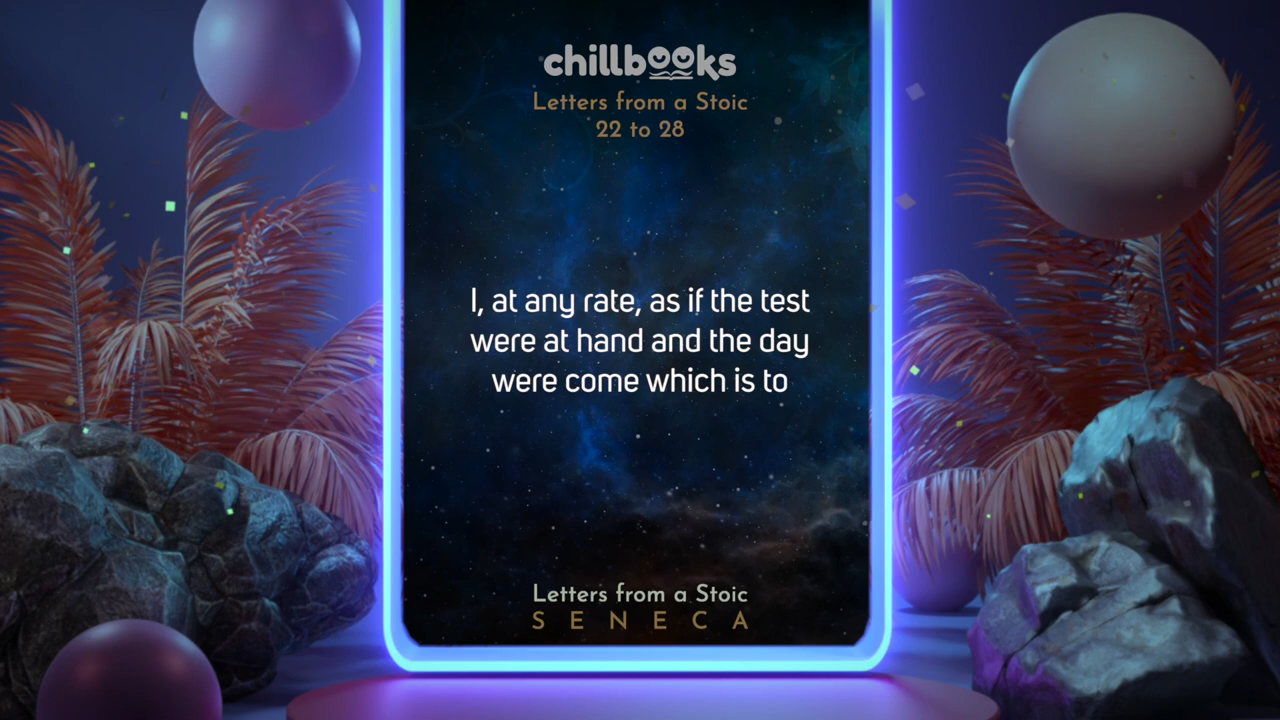 chillbooks
Letters from a Stoic
22 to 28
I, at any rate, as if the test
were at hand and the day
were come which is to
Letters from a Stoic
SENECA